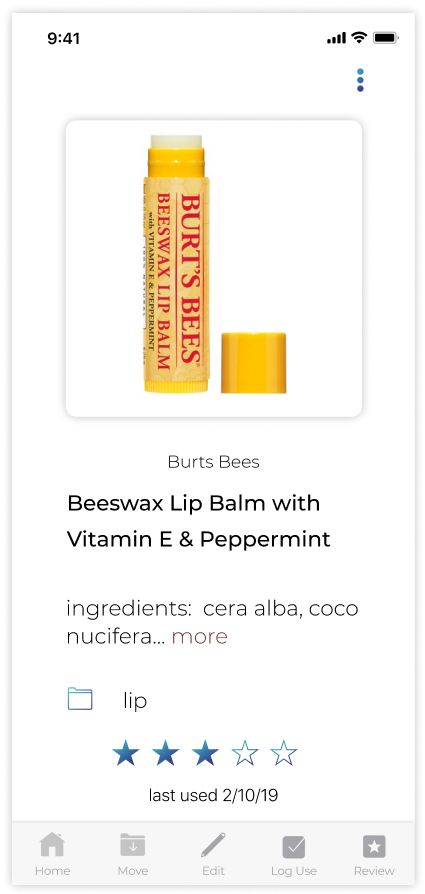 9:41
BURT'S BEES
BEESWAX LIP BALM
with VITAMIN E & PEPPERMINT
Burts Bees
Beeswax Lip Balm with
Vitamin E & Peppermint
ingredients:  cera alba, coco
nucifera... more
lip
last used 2/10/19
Home
Move
Edit
Log Use
Review